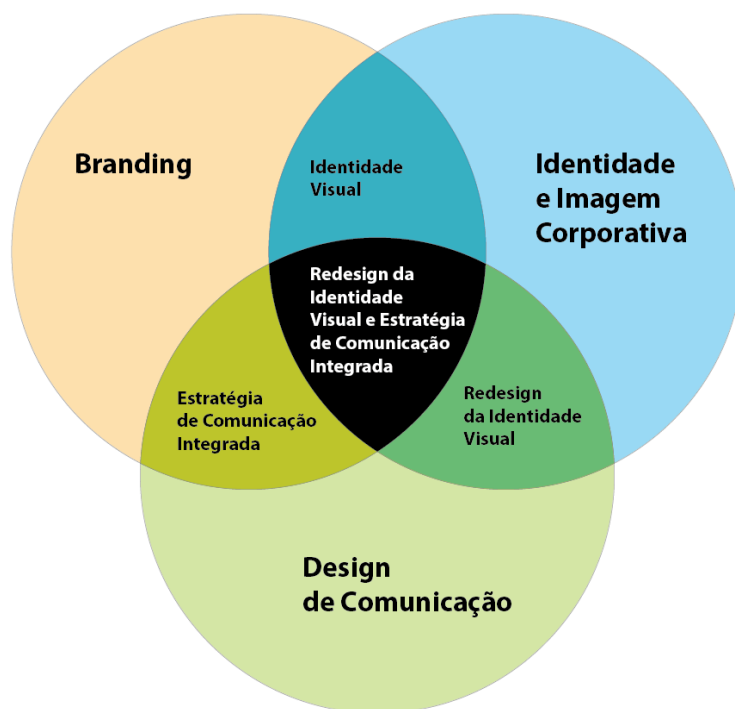 Branding
Identidade
Visual
Identidade
e Imagem
Corporativa
Redesign da
Identidade
Visual e Estratégia
de Comunicação
Integrada
Estratégia
de Comunicação
Integrada
Redesign
da Identidade
Visual
Design
de Comunicação